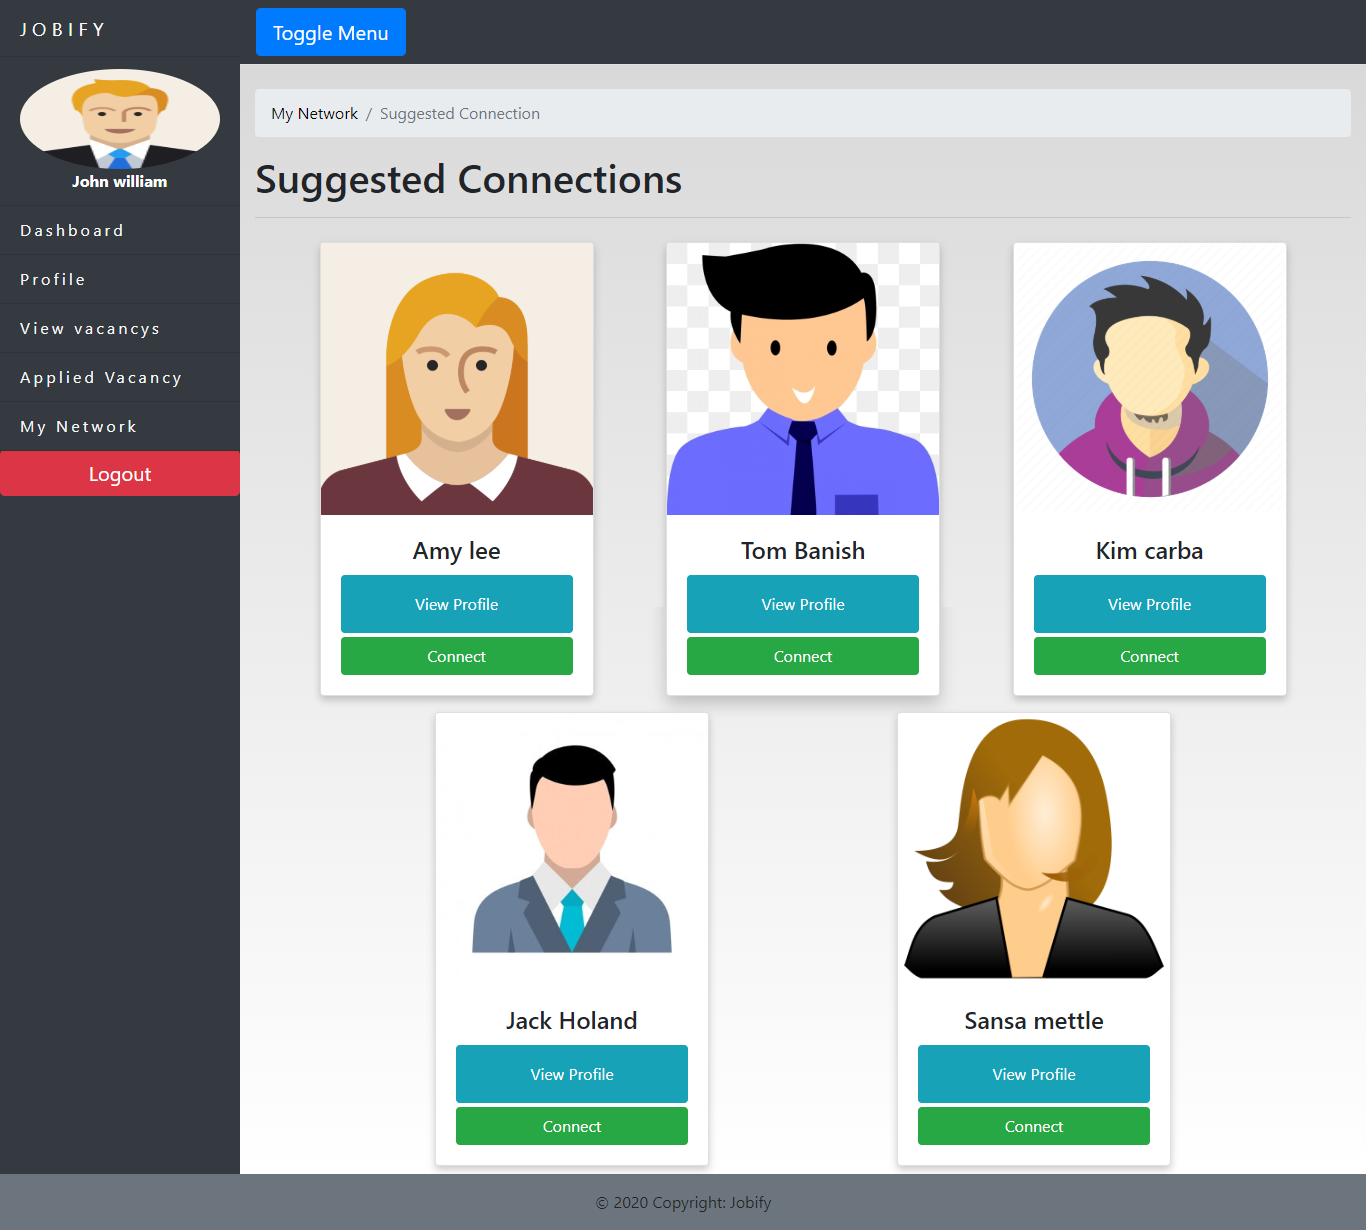 JOBIFY
Toggle Menu
John william
Dashboard
Profile
View vacancys
Applied Vacancy
My Network
Logout
My Network / Suggested Connection
Suggested Connections
Amy lee
View Profile
Connect
Tom Banish
View Profile
Connect
Kim carba
View Profile
Connect
Jack Holand
View Profile
Connect
Sansa mettle
View Profile
Connect
© 2020 Copyright: Jobify